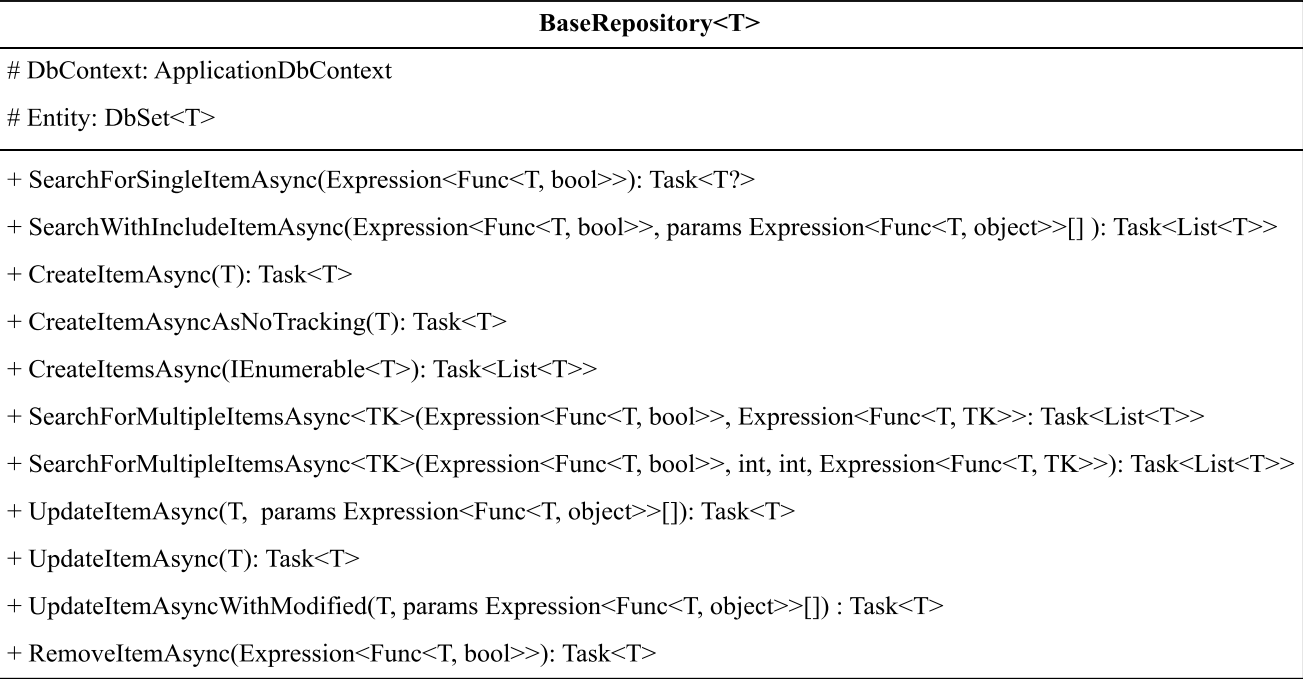 BaseRepository<T>
# DbContext: ApplicationDbContext
# Entity: DbSet<T>
+ SearchForSingleItemAsync(Expression<Func<T, bool>>): Task<T?>
+ SearchWithIncludeItemAsync(Expression<Func<T, bool>>, params Expression<Func<T, object>>[] ): Task<List<T>>
+ CreateItemAsync(T): Task<T>
+ CreateItemAsyncAsNoTracking(T): Task<T>
+ CreateItemsAsync(IEnumerable<T>): Task<List<T>>
+ SearchForMultipleItemsAsync<TK>(Expression<Func<T, bool>>, Expression<Func<T, TK>>: Task<List<T>>
+ SearchForMultipleItemsAsync<TK>(Expression<Func<T, bool>>, int, int, Expression<Func<T, TK>>): Task<List<T>>
+ UpdateItemAsync(T,  params Expression<Func<T, object>>[]): Task<T>
+ UpdateItemAsync(T): Task<T>
+ UpdateItemAsyncWithModified(T, params Expression<Func<T, object>>[]) : Task<T>
+ RemoveItemAsync(Expression<Func<T, bool>>): Task<T>